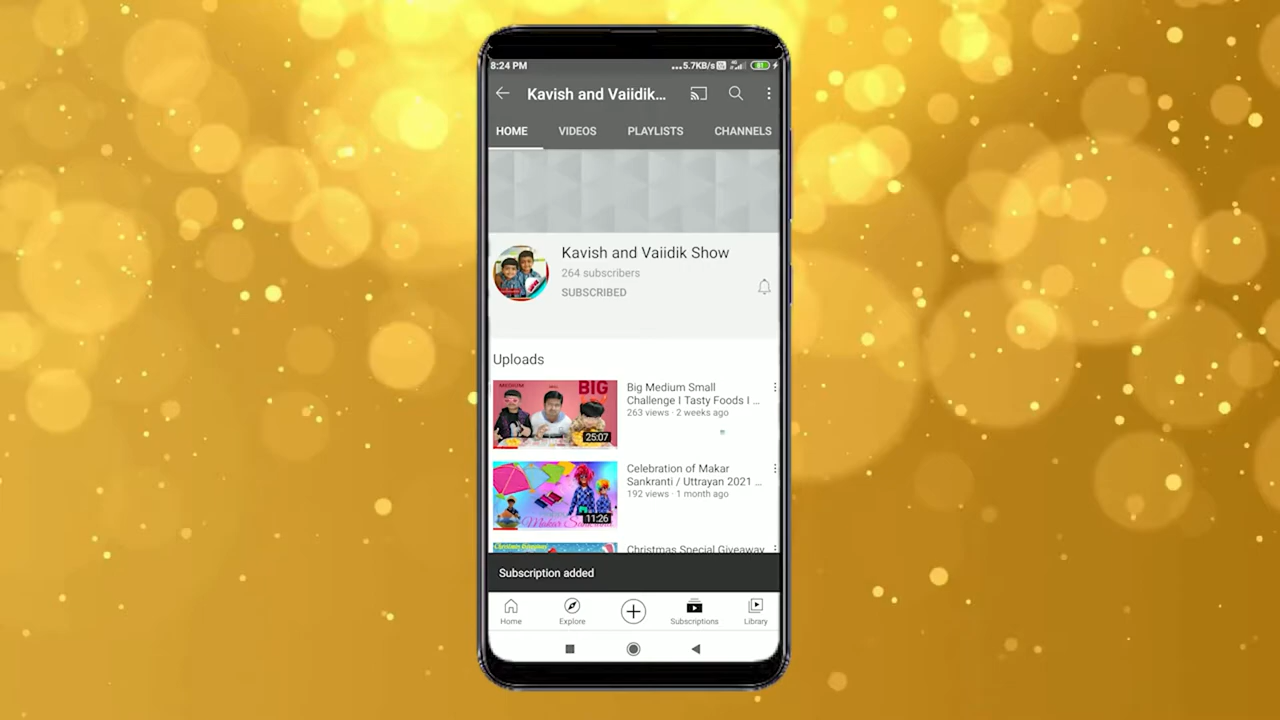 8:24 PM
5.7KB/s
81
Kavish and Vaiidik...
HOME VIDEOS PLAYLISTS CHANNELS
Kavish and Vaiidik Show
264 subscribers
SUBSCRIBED
Uploads
MEDIUM
BIG
25:07
Big Medium Small
Challenge I Tasty Foods I ...
263 views · 2 weeks ago
11:26
Celebration of Makar
Sankranti / Uttrayan 2021 ...
192 views · 1 month ago
Christmas Special Giveaway
Subscription added
Home Explore Subscriptions Library